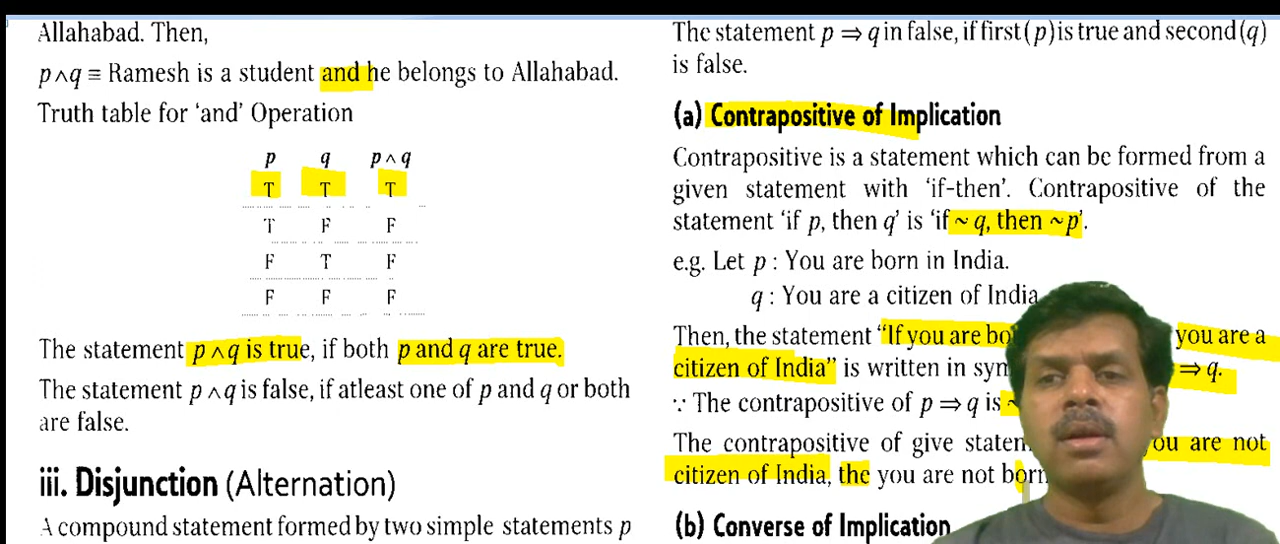 Allahabad. Then,
p∧q ≡ Ramesh is a student and he belongs to Allahabad.
Truth table for ‘and’ Operation
p q p ∧ q
T T T
T F F
F T F
F F F
The statement p∧q is true, if both p and q are true.
The statement p∧q is false, if atleast one of p and q or both
are false.
iii. Disjunction (Alternation)
A compound statement formed by two simple statements p
The statement p ⇒ q in false, if first (p) is true and second (q)
is false.
(a) Contrapositive of Implication
Contrapositive is a statement which can be formed from a
given statement with ‘if-then’. Contrapositive of the
statement ‘if p, then q’ is ‘if ~ q, then ~p’.
e.g. Let p : You are born in India.
q : You are a citizen of India
Then, the statement “If you are bo you are a
citizen of India” is written in sym ⇒ q.
∵ The contrapositive of p ⇒ q is ~
The contrapositive of give staten ou are not
citizen of India, the you are not born
(b) Converse of Implication